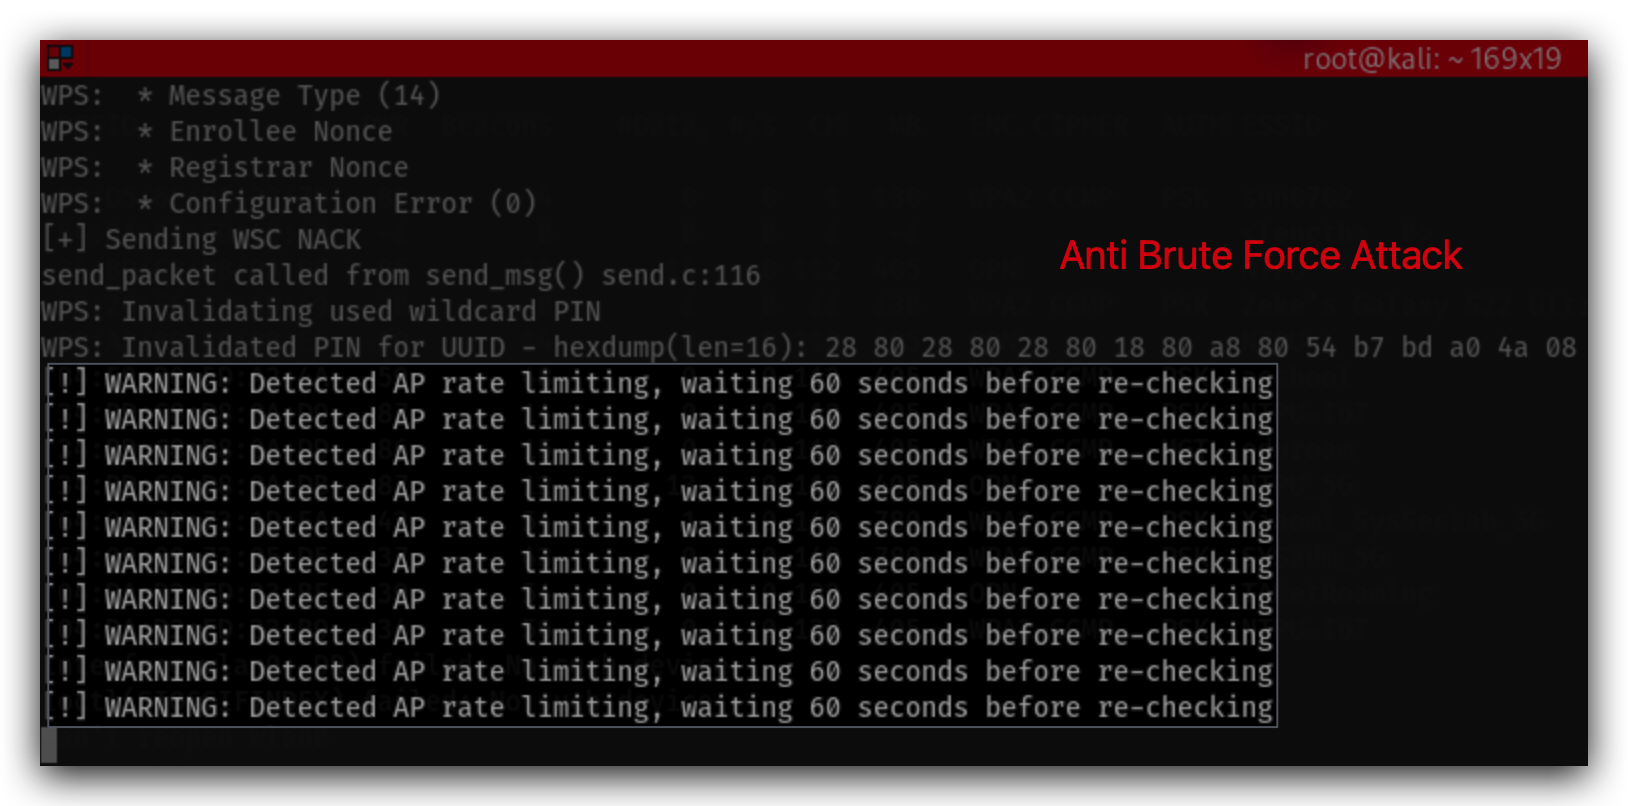 root@kali: ~ 169x19
WPS:  * Message Type (14)
WPS:  * Enrollee Nonce
WPS:  * Registrar Nonce
WPS:  * Configuration Error (0)
[+] Sending WSC NACK
Anti Brute Force Attack
send_packet called from send_msg() send.c:116
WPS: Invalidating used wildcard PIN
WPS: Invalidated PIN for UUID - hexdump(len=16): 28 80 28 80 28 80 18 80 a8 80 54 b7 bd a0 4a 08
[!] WARNING: Detected AP rate limiting, waiting 60 seconds before re-checking
[!] WARNING: Detected AP rate limiting, waiting 60 seconds before re-checking
[!] WARNING: Detected AP rate limiting, waiting 60 seconds before re-checking
[!] WARNING: Detected AP rate limiting, waiting 60 seconds before re-checking
[!] WARNING: Detected AP rate limiting, waiting 60 seconds before re-checking
[!] WARNING: Detected AP rate limiting, waiting 60 seconds before re-checking
[!] WARNING: Detected AP rate limiting, waiting 60 seconds before re-checking
[!] WARNING: Detected AP rate limiting, waiting 60 seconds before re-checking
[!] WARNING: Detected AP rate limiting, waiting 60 seconds before re-checking
[!] WARNING: Detected AP rate limiting, waiting 60 seconds before re-checking